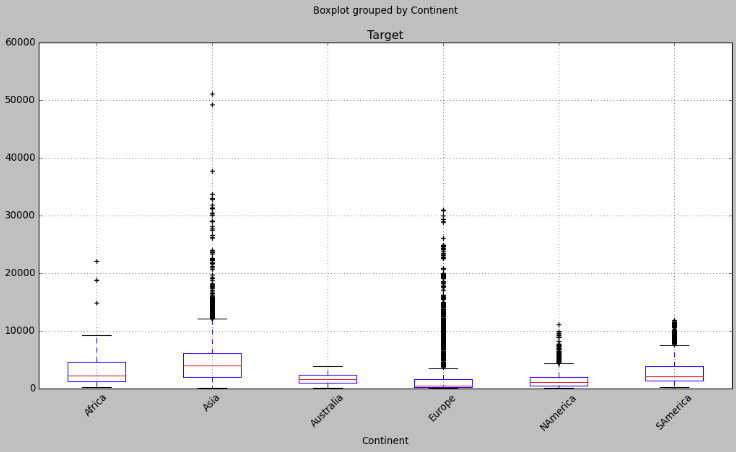 Boxplot grouped by Continent
Target
60000
50000
40000
30000
20000
10000
0
Africa
Asia
Australia
Europe
NAmerica
SAmerica
Continent